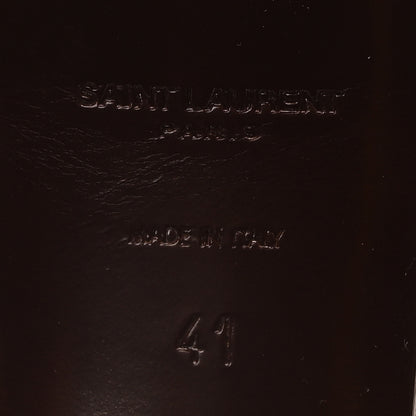 SAINT LAURENT
PARIS
MADE IN ITALY
41